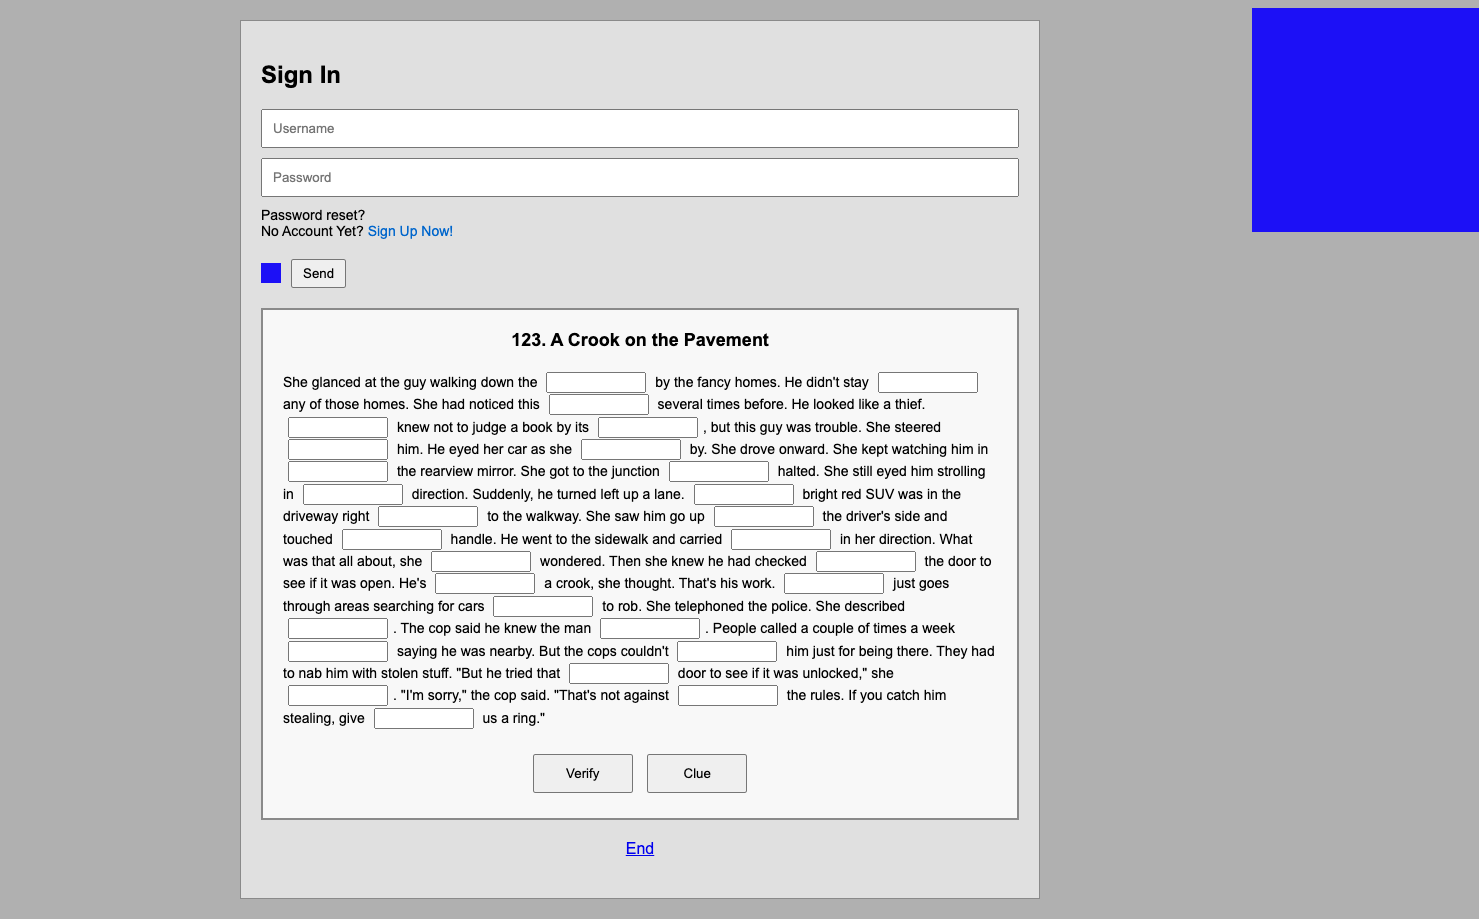 Sign In
Username
Password
Password reset?
No Account Yet? Sign Up Now!
Send
123. A Crook on the Pavement
She glanced at the guy walking down the by the fancy homes. He didn't stay
any of those homes. She had noticed this several times before. He looked like a thief.
knew not to judge a book by its , but this guy was trouble. She steered
him. He eyed her car as she by. She drove onward. She kept watching him in
the rearview mirror. She got to the junction halted. She still eyed him strolling
in direction. Suddenly, he turned left up a lane. bright red SUV was in the
driveway right to the walkway. She saw him go up the driver's side and
touched handle. He went to the sidewalk and carried in her direction. What
was that all about, she wondered. Then she knew he had checked the door to
see if it was open. He's a crook, she thought. That's his work. just goes
through areas searching for cars to rob. She telephoned the police. She described
. The cop said he knew the man . People called a couple of times a week
saying he was nearby. But the cops couldn't him just for being there. They had
to nab him with stolen stuff. "But he tried that door to see if it was unlocked," she
. "I'm sorry," the cop said. "That's not against the rules. If you catch him
stealing, give us a ring."
Verify Clue
End